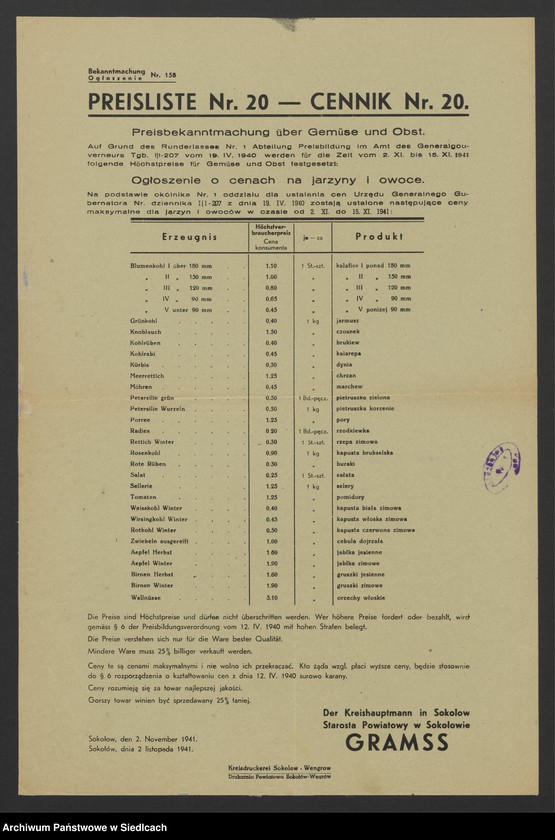 Bekanntmachung
Ogłoszenie Nr. 158
PREISLISTE Nr. 20 — CENNIK Nr. 20.
Preisbekanntmachung über Gemüse und Obst.
Auf Grund des Runderlasses Nr. 1 Abteilung Preisbildung im Amt des Generalgou-
verneurs Tgb. I|I-207 vom 19. IV. 1940 werden für die Zeit vom 2. XI. bis 15. XI. 1941
folgende Höchstpreise für Gemüse und Obst festgesetzt:
Ogłoszenie o cenach na jarzyny i owoce.
Na podstawie okólnika Nr. 1 oddziału dla ustalania cen Urzędu Generalnego Gu-
bernatora Nr. dziennika I|I-207 z dnia 19. IV. 1940 zostają ustalone następujące ceny
maksymalne dla jarzyn i owoców w czasie od 2. XI. do 15. XI. 1941:
Erzeugnis Höchstver-braucherpreis Cena konsumenta je — za Produkt
Blumenkohl I über 180 mm 1.10 1 St.-szt. kalafior I ponad 180 mm
„ II „ 150 mm 1.00 „ „ II „ 150 mm
„ III „ 120 mm 0.80 „ „ III „ 120 mm
„ IV „ 90 mm 0.65 „ „ IV „ 90 mm
„ V unter 90 mm 0.45 „ „ V poniżej 90 mm
Grünkohl 0.40 1 kg jarmusz
Knoblauch 1.50 „ czosnek
Kohlrüben 0.40 „ brukiew
Kohlrabi 0.45 „ kalarepa
Kürbis 0.30 „ dynia
Meerrettich 1.25 „ chrzan
Möhren 0.45 „ marchew
Petersilie grün 0.50 1 Bd.-pęcz. pietruszka zielona
Petersilie Wurzeln 0.50 1 kg pietruszka korzenie
Porree 1.25 „ pory
Radies 0.20 1 Bd.-pęcz. rzodkiewka
Rettich Winter 0.30 1 St.-szt. rzepa zimowa
Rosenkohl 0.90 1 kg kapusta brukselska
Rote Rüben 0.30 „ buraki
Salat 0.25 1 St.-szt. sałata
Sellerie 1.25 1 kg selery
Tomaten 1.25 „ pomidory
Weisskohl Winter 0.40 „ kapusta biała zimowa
Wirsingkohl Winter 0.45 „ kapusta włoska zimowa
Rotkohl Winter 0.50 „ kapusta czerwona zimowa
Zwiebeln ausgereift 1.00 „ cebula dojrzała
Aepfel Herbst 1.60 „ jabłka jesienne
Aepfel Winter 1.90 „ jabłka zimowe
Birnen Herbst 1.60 „ gruszki jesienne
Birnen Winter 1.90 „ gruszki zimowe
Wallnüsse 3.10 „ orzechy włoskie
Die Preise sind Höchstpreise und dürfen nicht überschritten werden. Wer höhere Preise fordert oder bezahlt, wird
gemäss § 6 der Preisbildungsverordnung vom 12. IV. 1940 mit hohen Strafen belegt.
Die Preise verstehen sich nur für die Ware bester Qualität.
Mindere Ware muss 25% billiger verkauft werden.
Ceny te są cenami maksymalnymi i nie wolno ich przekraczać. Kto żąda wzgl. płaci wyższe ceny, będzie stosownie
do § 6 rozporządzenia o kształtowaniu cen z dnia 12. IV. 1940 surowo karany.
Ceny rozumieją się za towar najlepszej jakości.
Gorszy towar winien być sprzedawany 25% taniej.
Der Kreishauptmann in Sokolow
Starosta Powiatowy w Sokołowie
GRAMSS
Sokolow, den 2. November 1941.
Sokołów, dnia 2 listopada 1941.
Kreisdruckerei Sokolow - Wengrow
Drukarnia Powiatowa Sokołów-Węgrów
Archiwum Państwowe w Siedlcach